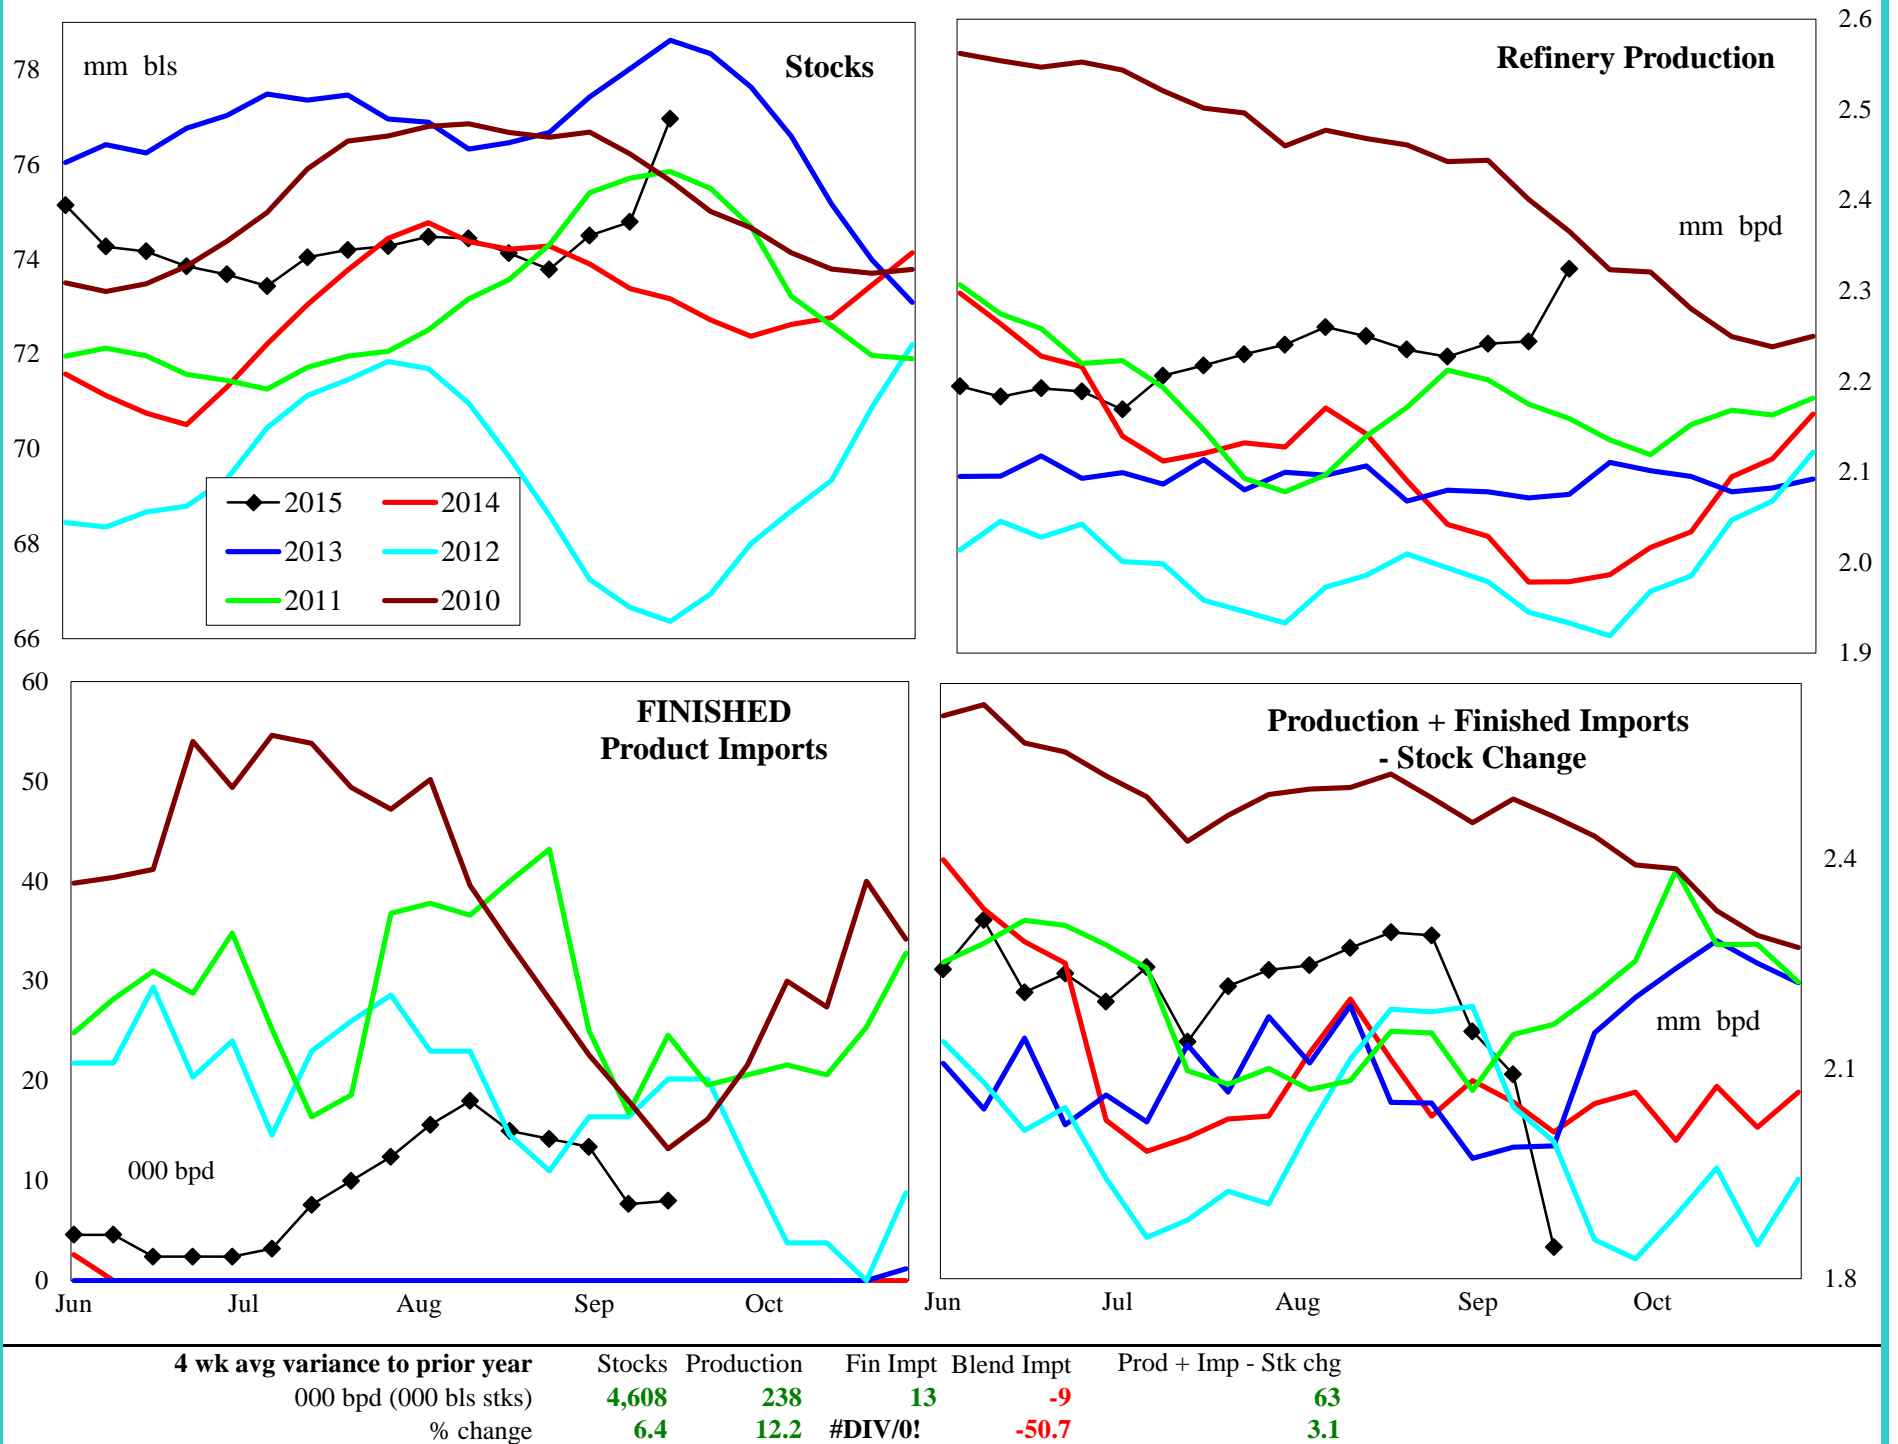 mm bls
Stocks
78
76
74
72
70
68
66
2015
2014
2013
2012
2011
2010
Refinery Production
mm bpd
2.6
2.5
2.4
2.3
2.2
2.1
2.0
1.9
FINISHED
Product Imports
000 bpd
60
50
40
30
20
10
0
Jun Jul Aug Sep Oct
Production + Finished Imports
- Stock Change
mm bpd
2.4
2.1
1.8
Jun Jul Aug Sep Oct
4 wk avg variance to prior year Stocks Production Fin Impt Blend Impt Prod + Imp - Stk chg
000 bpd (000 bls stks) 4,608 238 13 -9 63
% change 6.4 12.2 #DIV/0! -50.7 3.1